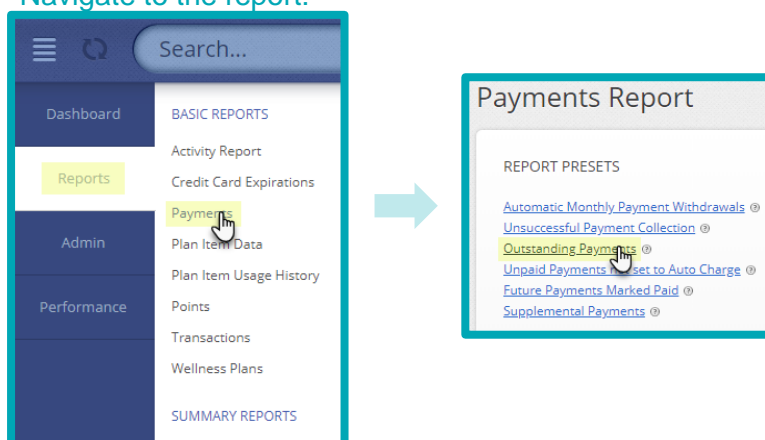 Navigate to the report:
Search...
Dashboard
Reports
Admin
Performance
BASIC REPORTS
Activity Report
Credit Card Expirations
Payments
Plan Item Data
Plan Item Usage History
Points
Transactions
Wellness Plans
SUMMARY REPORTS
Payments Report
REPORT PRESETS
Automatic Monthly Payment Withdrawals
Unsuccessful Payment Collection
Outstanding Payments
Unpaid Payments not set to Auto Charge
Future Payments Marked Paid
Supplemental Payments